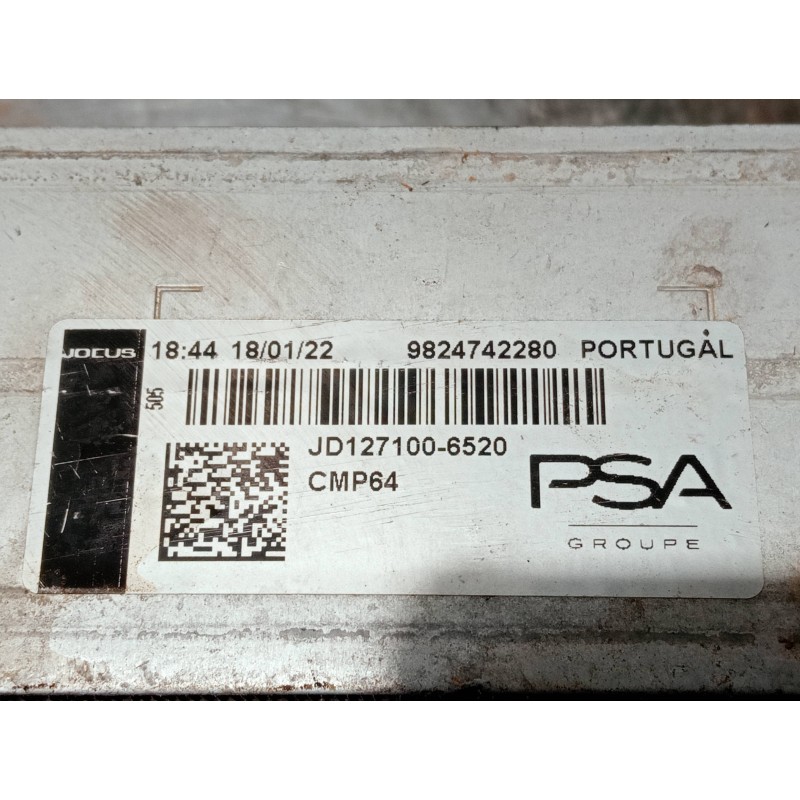 JOCUS 18:44 18/01/22 9824742280 PORTUGAL
505
JD127100-6520
CMP64
PSA
GROUPE